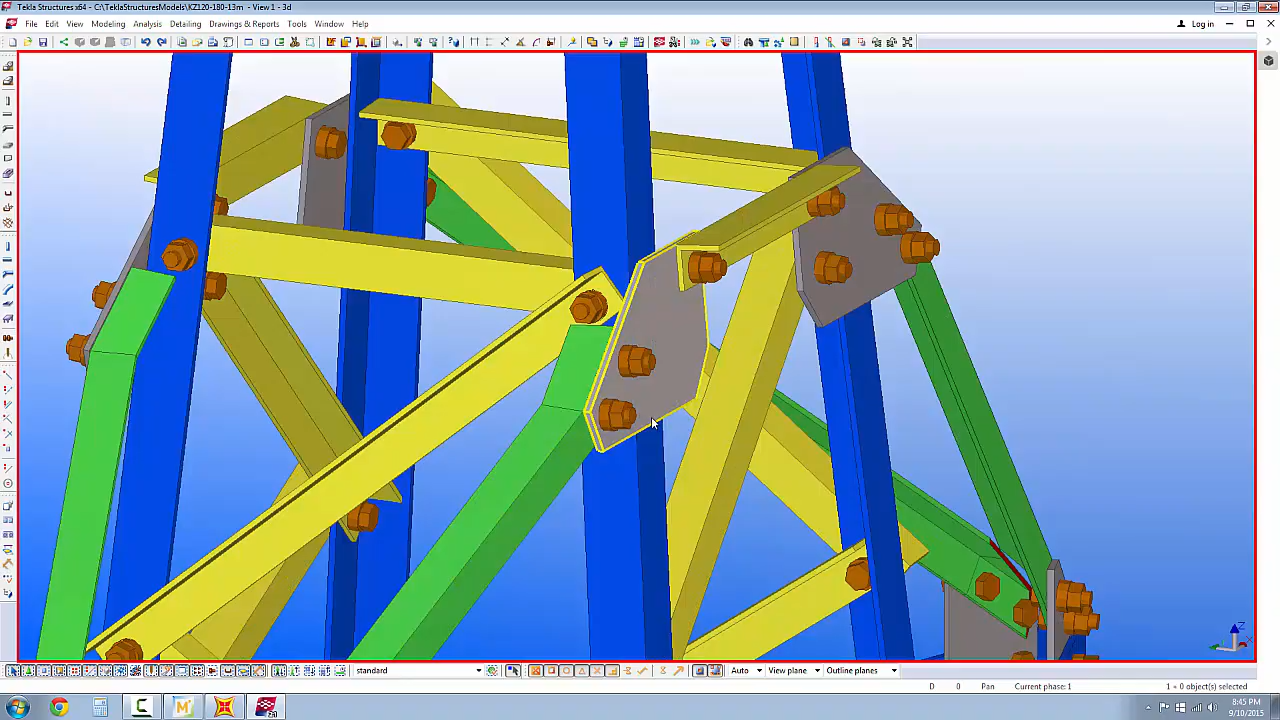 Tekla Structures x64 - C:\TeklaStructuresModels\KZ120-180-13m - View 1 - 3d
File Edit View Modeling Analysis Detailing Drawings & Reports Tools Window Help
Log in
Z
standard
Auto
View plane
Outline planes
D 0 Pan Current phase: 1 1 + 0 object(s) selected
8:45 PM
9/10/2015